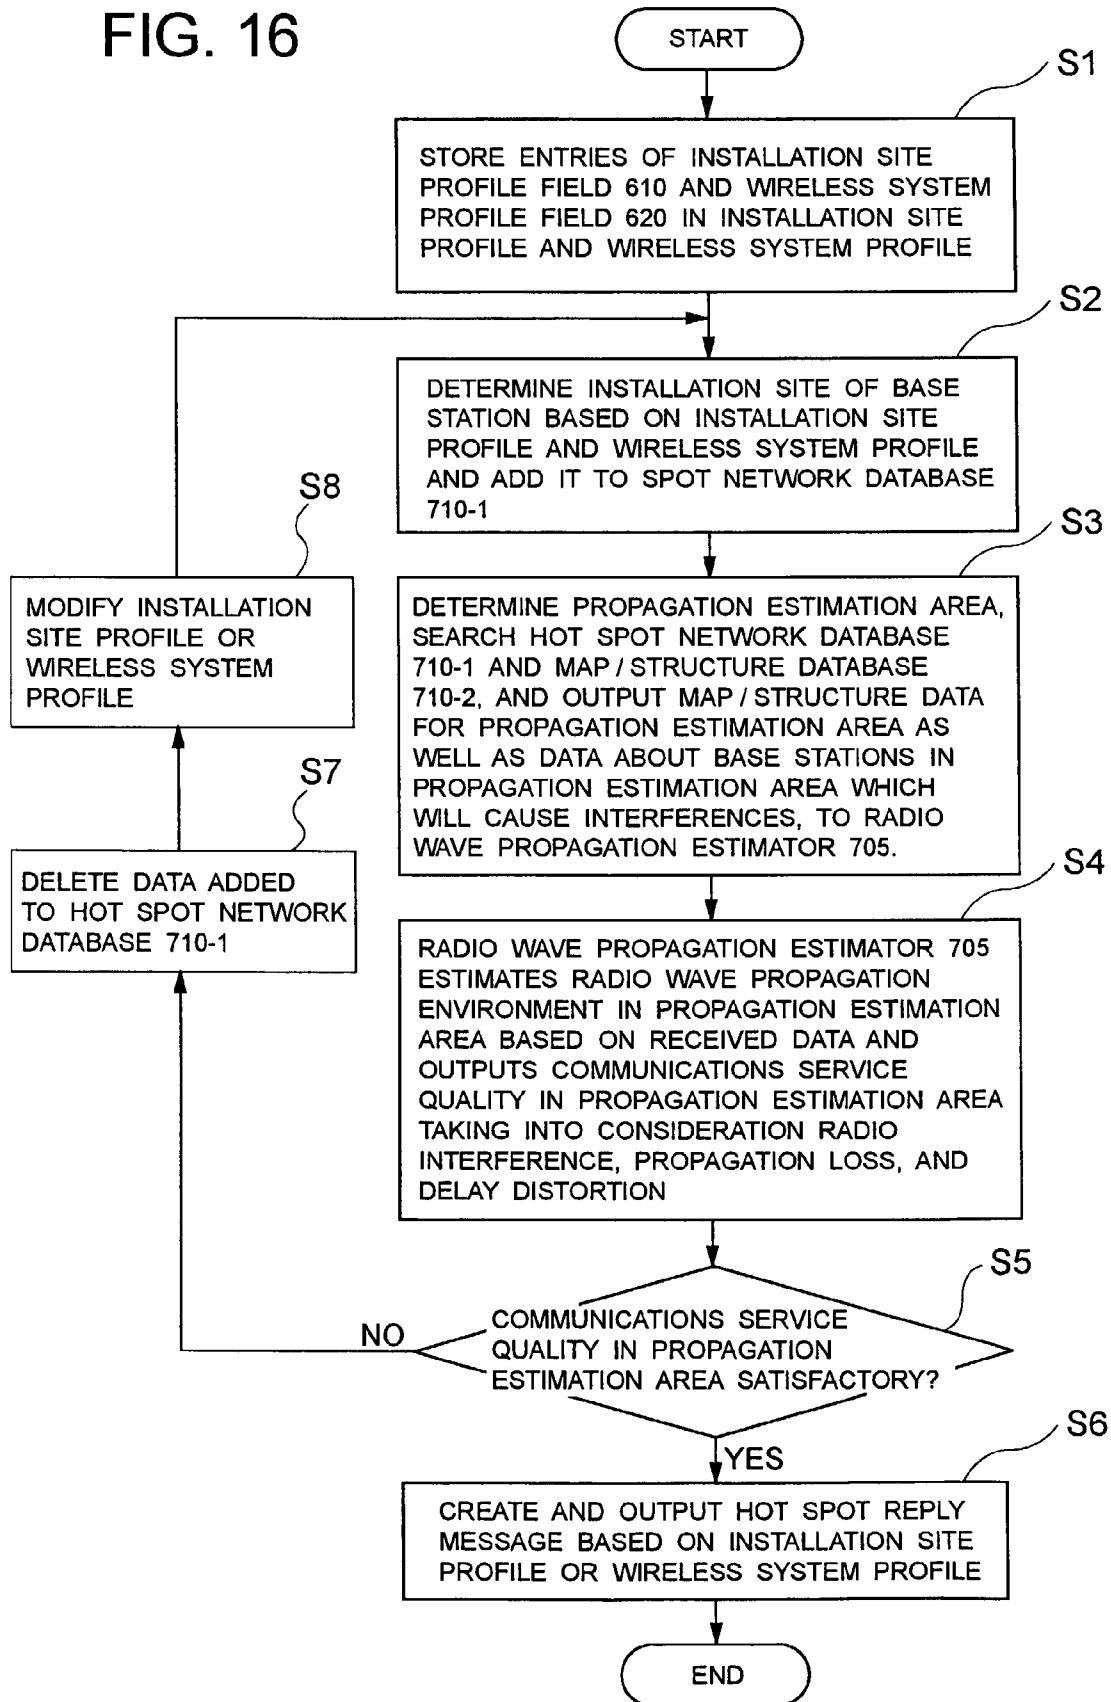 FIG. 16
START
S1
STORE ENTRIES OF INSTALLATION SITE
PROFILE FIELD 610 AND WIRELESS SYSTEM
PROFILE FIELD 620 IN INSTALLATION SITE
PROFILE AND WIRELESS SYSTEM PROFILE
S2
DETERMINE INSTALLATION SITE OF BASE
STATION BASED ON INSTALLATION SITE
PROFILE AND WIRELESS SYSTEM PROFILE
AND ADD IT TO SPOT NETWORK DATABASE
710-1
S3
DETERMINE PROPAGATION ESTIMATION AREA,
SEARCH HOT SPOT NETWORK DATABASE
710-1 AND MAP / STRUCTURE DATABASE
710-2, AND OUTPUT MAP / STRUCTURE DATA
FOR PROPAGATION ESTIMATION AREA AS
WELL AS DATA ABOUT BASE STATIONS IN
PROPAGATION ESTIMATION AREA WHICH
WILL CAUSE INTERFERENCES, TO RADIO
WAVE PROPAGATION ESTIMATOR 705.
S4
RADIO WAVE PROPAGATION ESTIMATOR 705
ESTIMATES RADIO WAVE PROPAGATION
ENVIRONMENT IN PROPAGATION ESTIMATION
AREA BASED ON RECEIVED DATA AND
OUTPUTS COMMUNICATIONS SERVICE
QUALITY IN PROPAGATION ESTIMATION AREA
TAKING INTO CONSIDERATION RADIO
INTERFERENCE, PROPAGATION LOSS, AND
DELAY DISTORTION
S5
COMMUNICATIONS SERVICE
QUALITY IN PROPAGATION
ESTIMATION AREA SATISFACTORY?
NO
YES
S6
CREATE AND OUTPUT HOT SPOT REPLY
MESSAGE BASED ON INSTALLATION SITE
PROFILE OR WIRELESS SYSTEM PROFILE
END
S7
DELETE DATA ADDED
TO HOT SPOT NETWORK
DATABASE 710-1
S8
MODIFY INSTALLATION
SITE PROFILE OR
WIRELESS SYSTEM
PROFILE